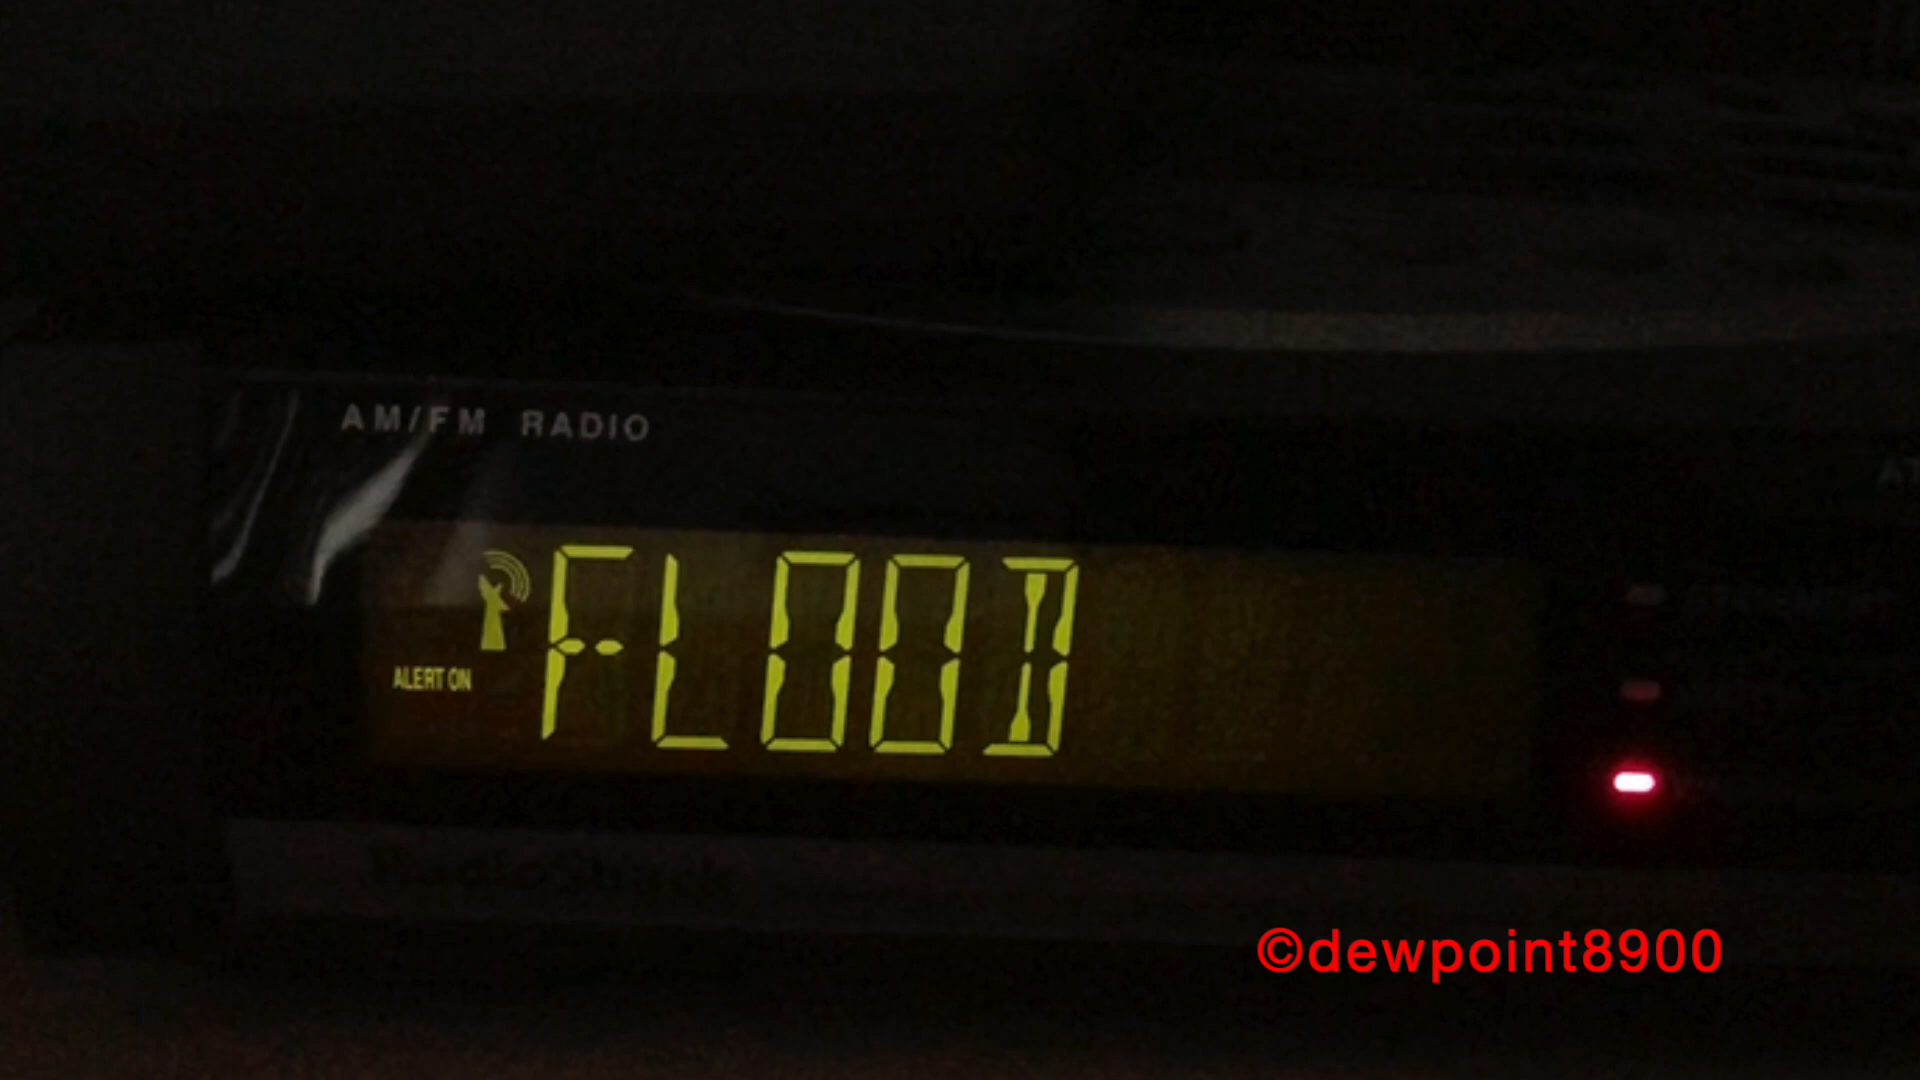 AM/FM RADIO
FLOOD
ALERT ON
RadioShack
©dewpoint8900